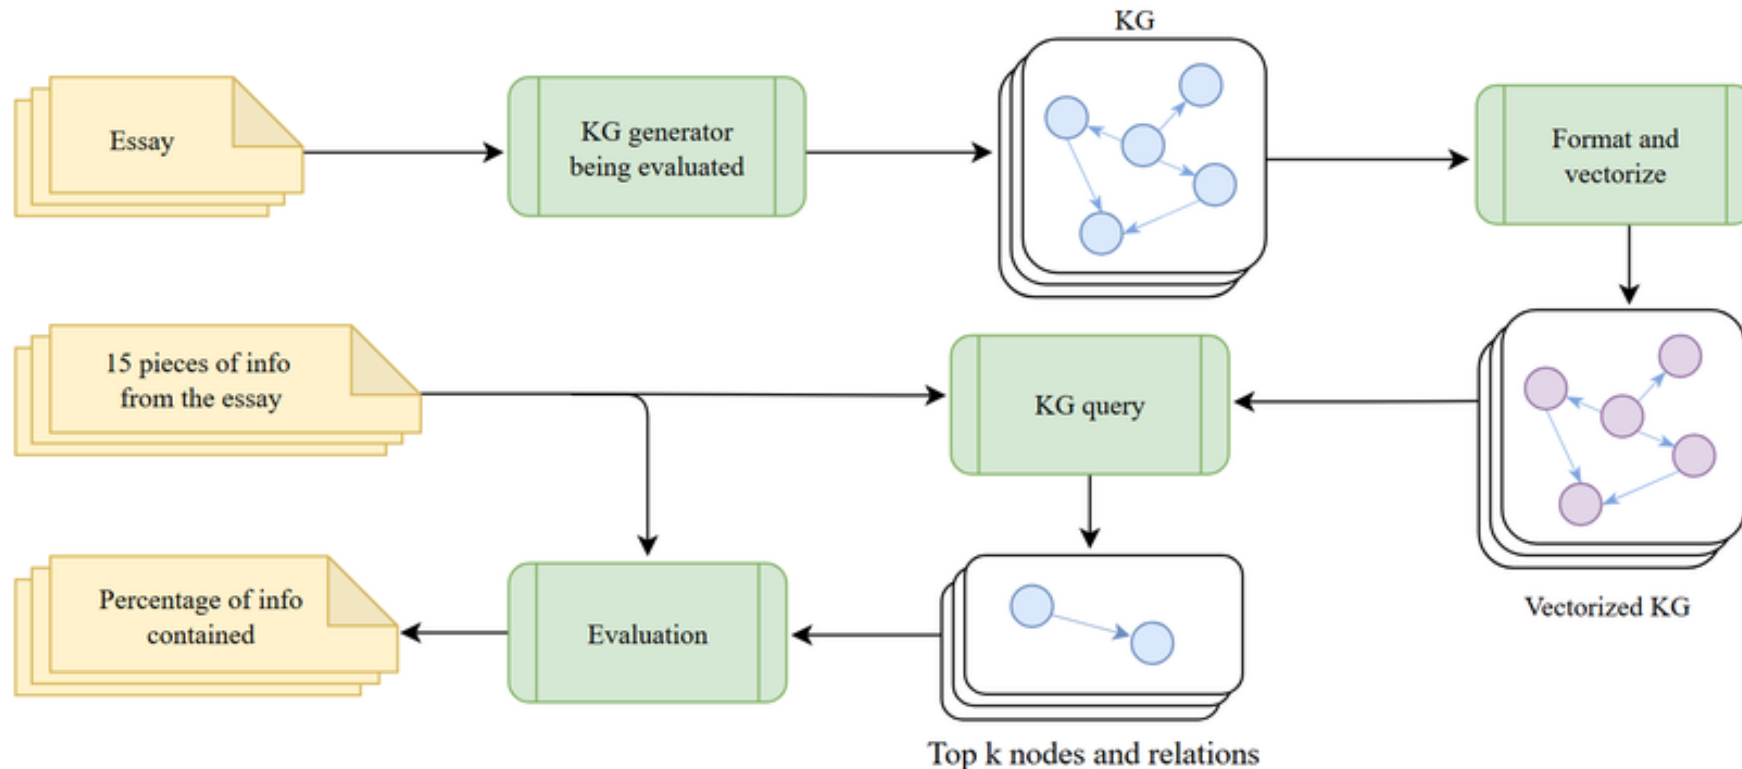 KG
Essay
KG generator
being evaluated
Format and
vectorize
15 pieces of info
from the essay
KG query
Vectorized KG
Percentage of info
contained
Evaluation
Top k nodes and relations